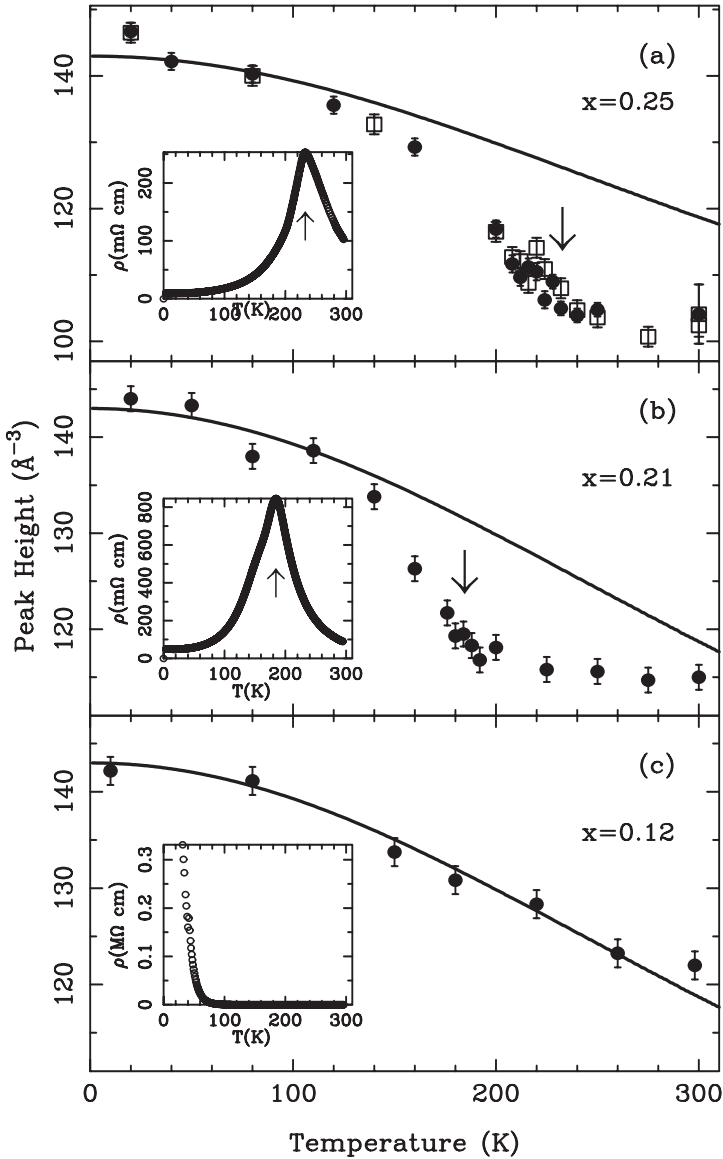 (a)
x=0.25
140
120
100
ρ(mΩ cm)
200
100
0
0 100 200 300
T(K)
(b)
x=0.21
140
130
120
Peak Height (Å⁻³)
ρ(mΩ cm)
800
600
400
200
0
0 100 200 300
T(K)
(c)
x=0.12
140
130
120
ρ(MΩ cm)
0.3
0.2
0.1
0
0 100 200 300
T(K)
0 100 200 300
Temperature (K)